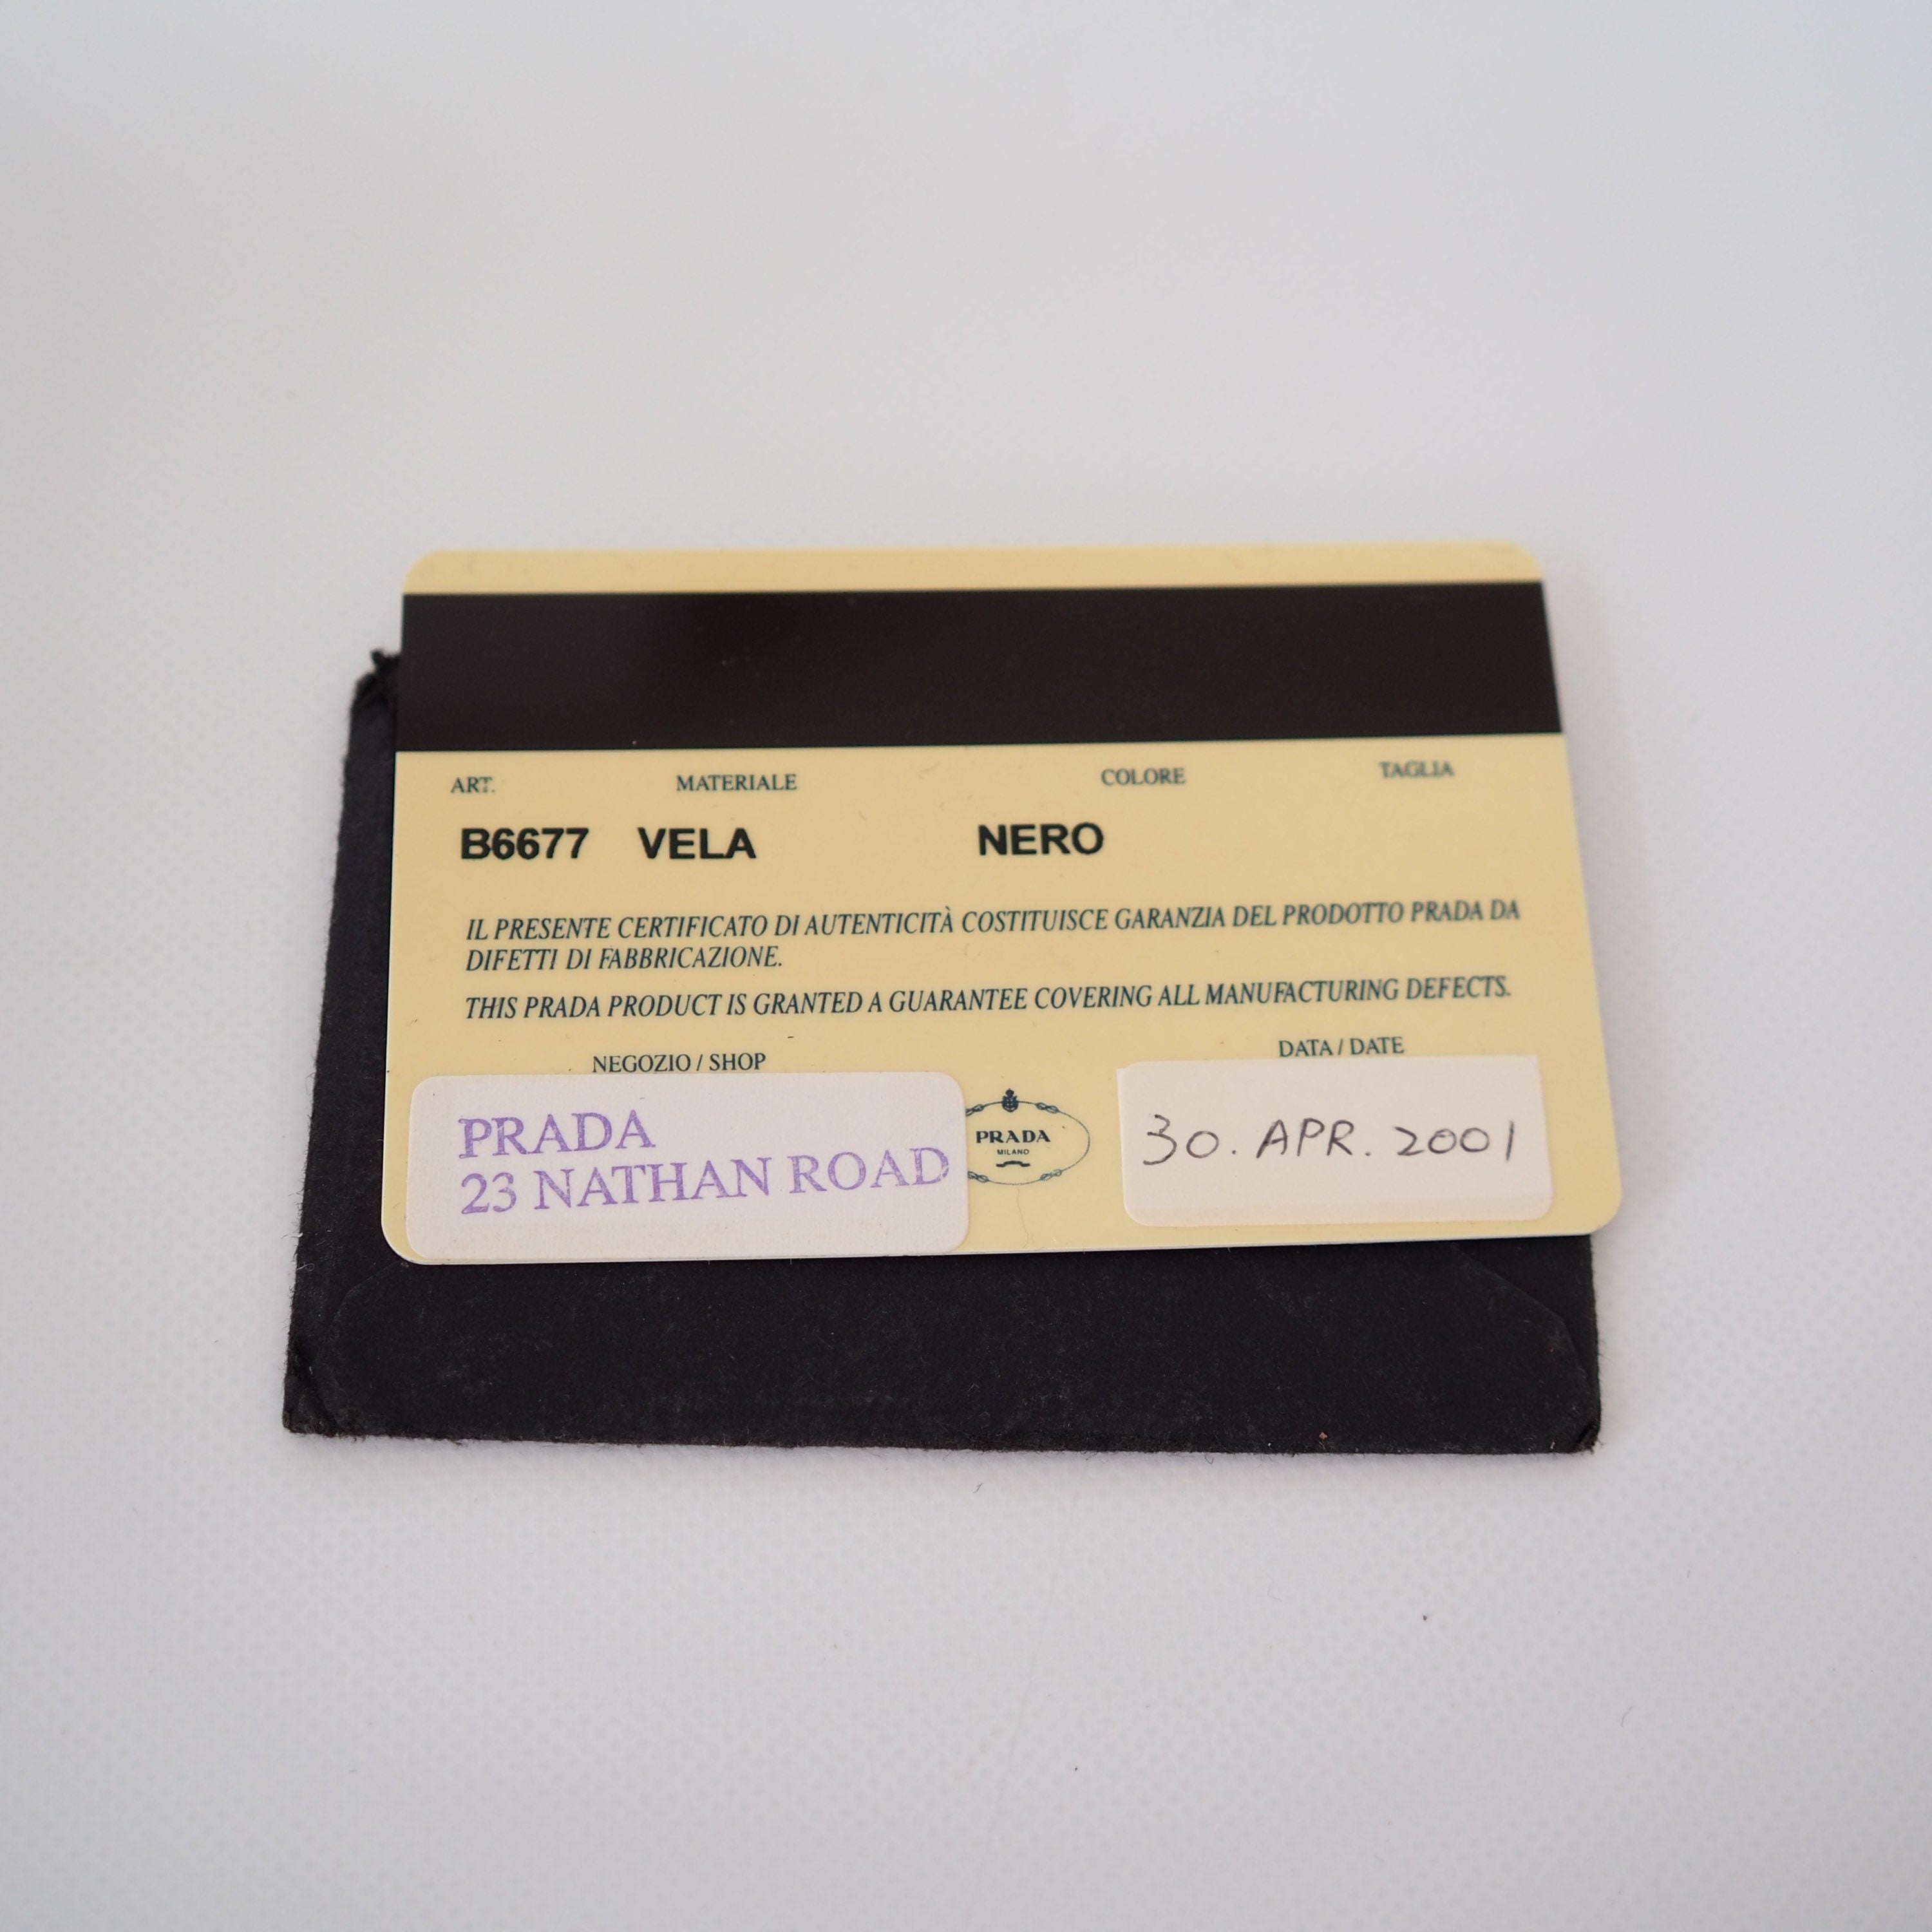 ART. MATERIALE COLORE TAGLIA
B6677 VELA NERO
IL PRESENTE CERTIFICATO DI AUTENTICITÀ COSTITUISCE GARANZIA DEL PRODOTTO PRADA DA
DIFETTI DI FABBRICAZIONE.
THIS PRADA PRODUCT IS GRANTED A GUARANTEE COVERING ALL MANUFACTURING DEFECTS.
NEGOZIO / SHOP
DATA / DATE
PRADA
23 NATHAN ROAD
PRADA
MILANO
30. APR. 2001